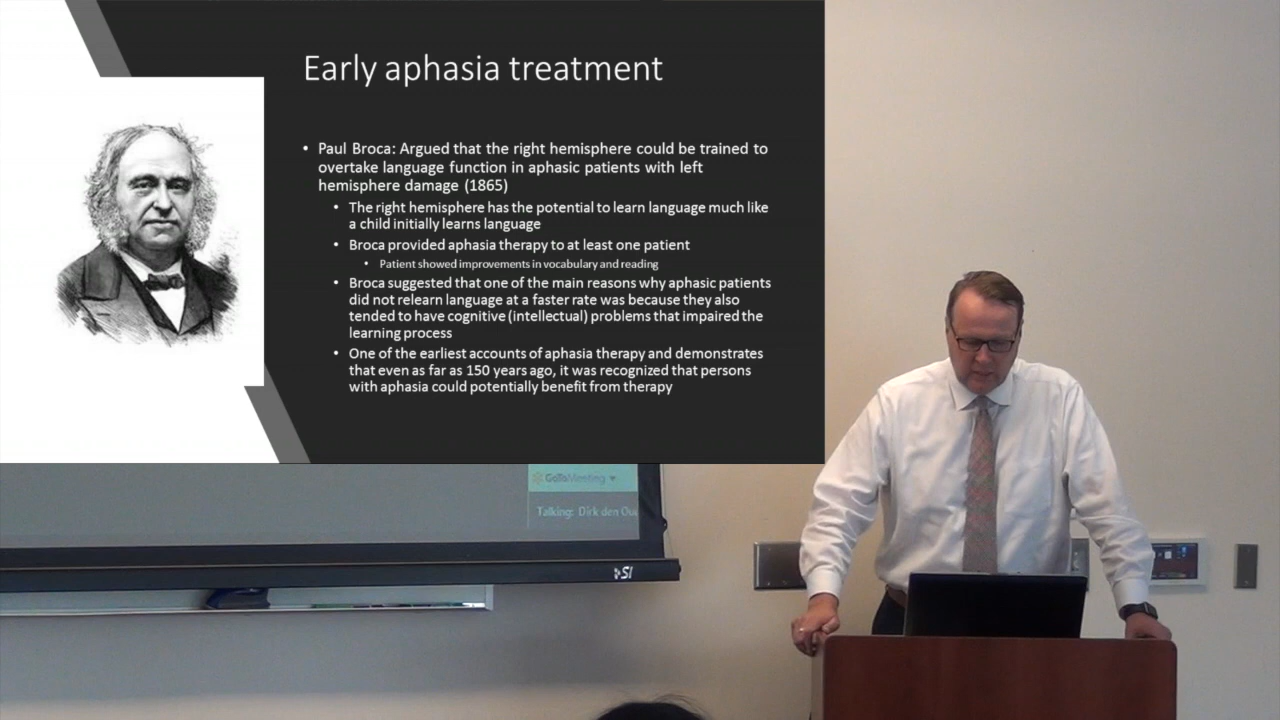 Early aphasia treatment
• Paul Broca: Argued that the right hemisphere could be trained to
overtake language function in aphasic patients with left
hemisphere damage (1865)
• The right hemisphere has the potential to learn language much like
a child initially learns language
• Broca provided aphasia therapy to at least one patient
• Patient showed improvements in vocabulary and reading
• Broca suggested that one of the main reasons why aphasic patients
did not relearn language at a faster rate was because they also
tended to have cognitive (intellectual) problems that impaired the
learning process
• One of the earliest accounts of aphasia therapy and demonstrates
that even as far as 150 years ago, it was recognized that persons
with aphasia could potentially benefit from therapy
GoToMeeting
Talking: Dirk den
SI